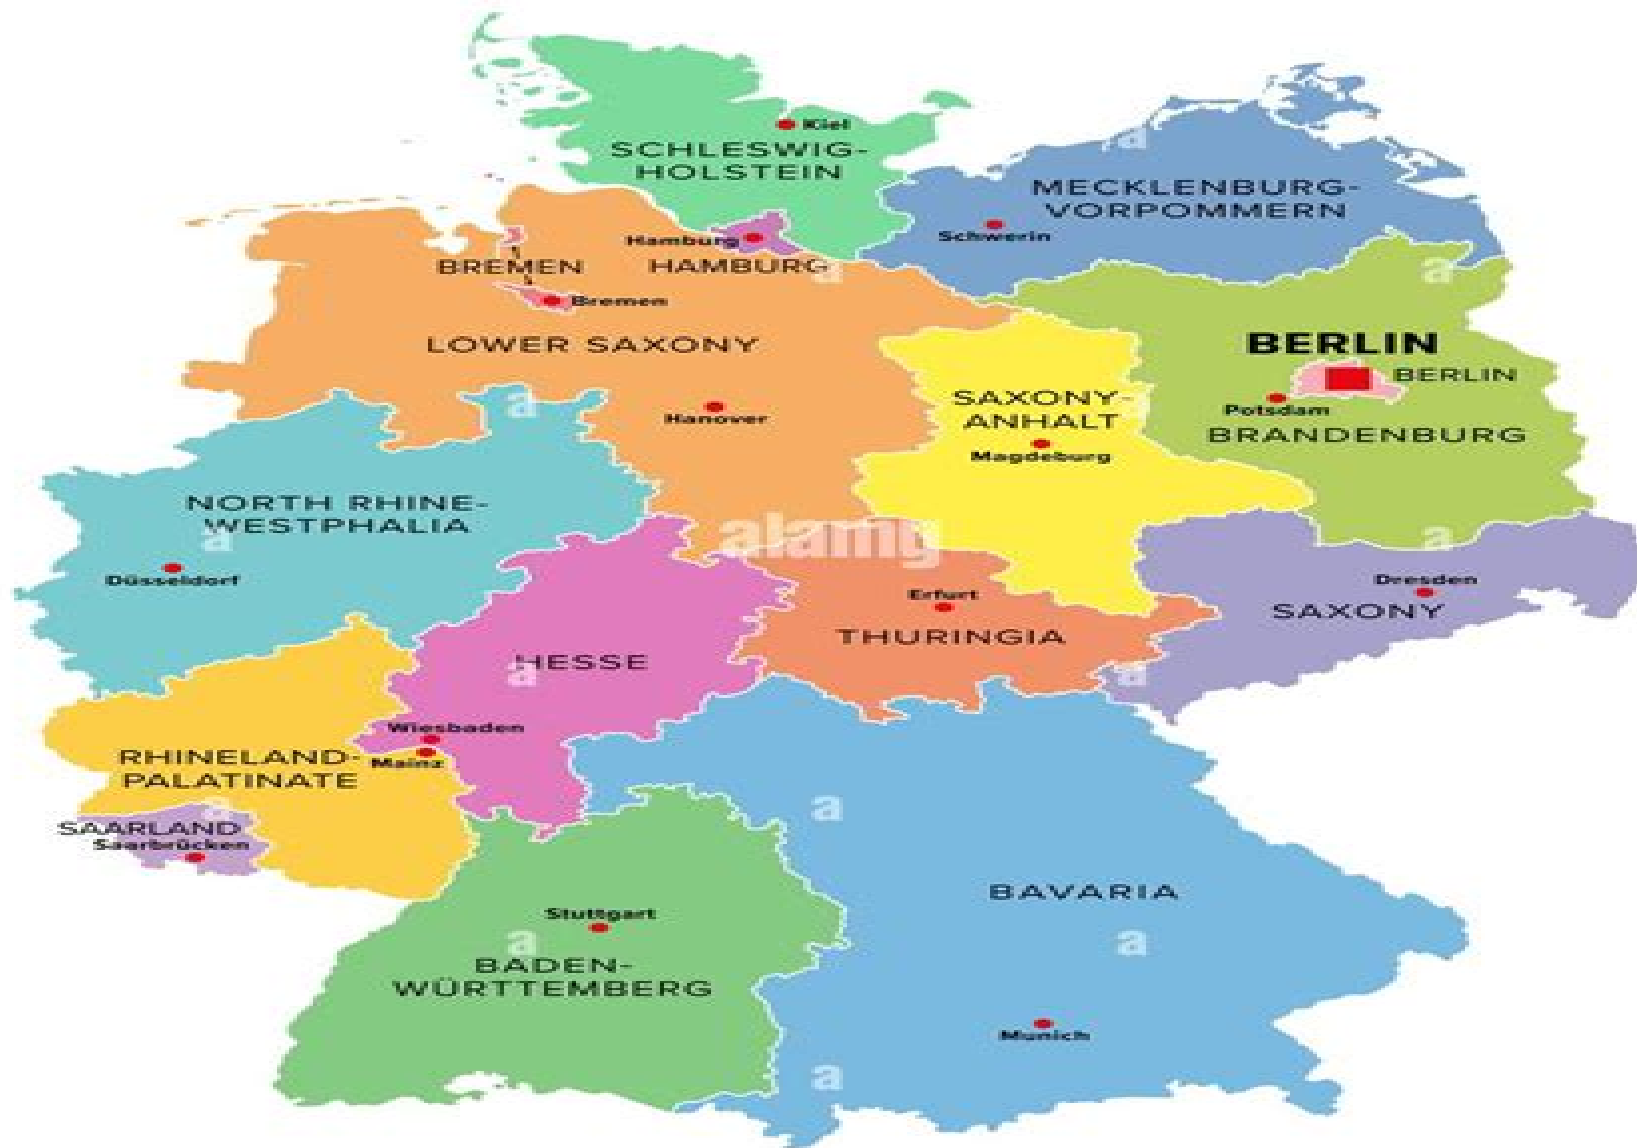 Kiel
SCHLESWIG-
HOLSTEIN
MECKLENBURG-
VORPOMMERN
Schwerin
Hamburg
HAMBURG
BREMEN
Bremen
LOWER SAXONY
Hanover
BERLIN
BERLIN
Potsdam
BRANDENBURG
SAXONY-
ANHALT
Magdeburg
NORTH RHINE-
WESTPHALIA
Düsseldorf
alamy
Dresden
SAXONY
Erfurt
THURINGIA
HESSE
Wiesbaden
Mainz
RHINELAND-
PALATINATE
SAARLAND
Saarbrücken
BAVARIA
Stuttgart
BADEN-
WÜRTTEMBERG
Munich
a
a
a
a
a
a
a
a
a
a
a
a
a
a